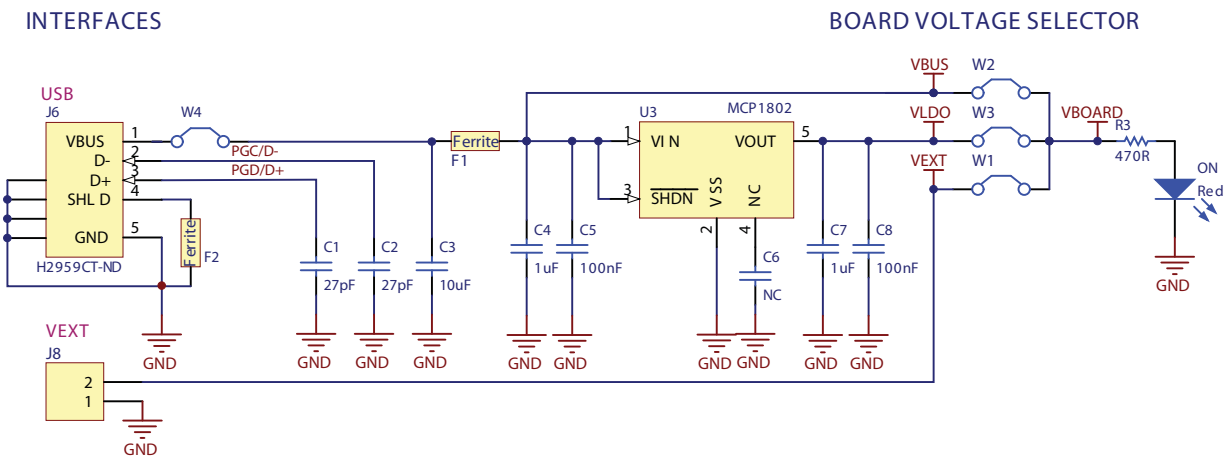 INTERFACES
BOARD VOLTAGE SELECTOR
VBUS
W2
USB
J6
W4
U3
MCP1802
VLDO
W3
VBOARD
VBUS
1
Ferrite
F1
1
VIN
VOUT
5
R3
470R
D-
2
PGC/D-
VEXT
W1
D+
3
PGD/D+
ON
Red
SHLD
4
3
SHDN
VSS
NC
GND
5
Ferrite
F2
2
4
C1
C2
C3
C4
C5
C6
C7
C8
H2959CT-ND
27pF
27pF
10uF
1uF
100nF
NC
1uF
100nF
GND
VEXT
J8
GND
GND
GND
GND
GND
GND
GND
GND
GND
GND
2
1
GND